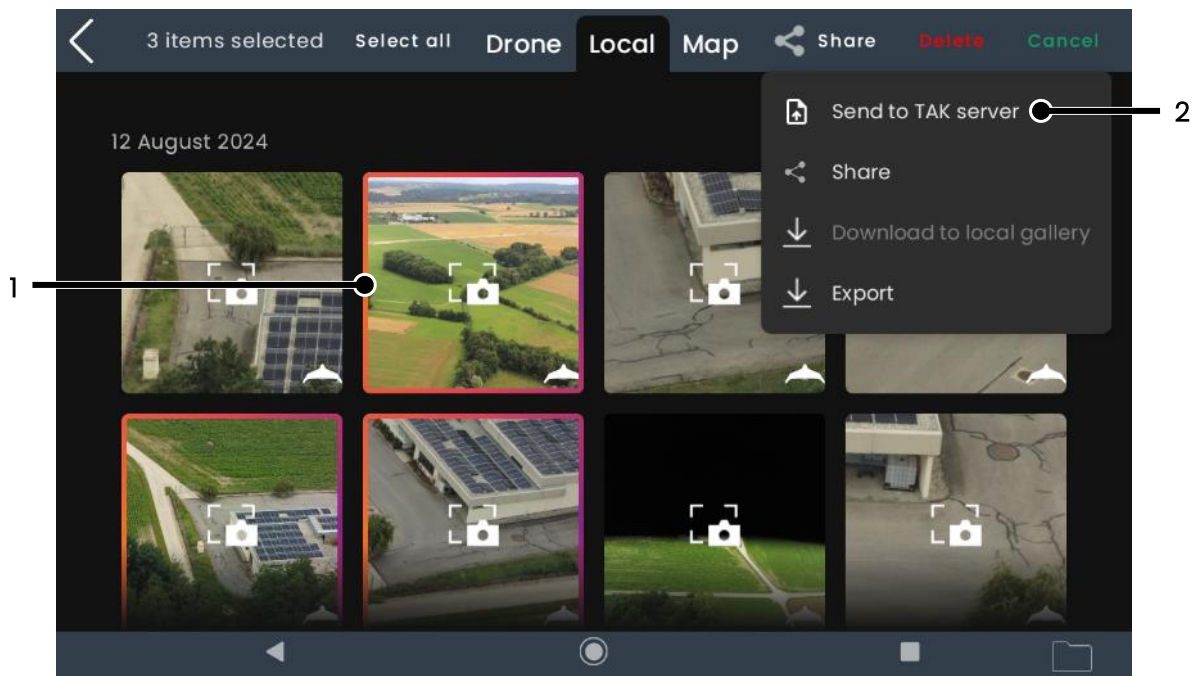 3 items selected Select all Drone Local Map Share Delete Cancel
Send to TAK server 2
12 August 2024
Share
Download to local gallery
1
Export